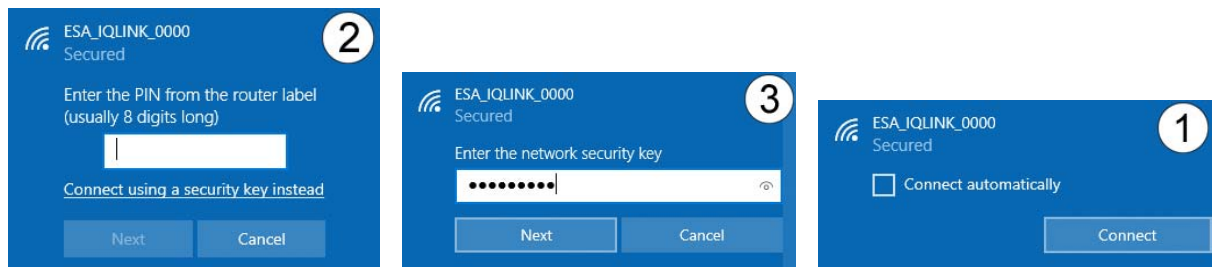 ESA_IQLINK_0000
Secured
2
Enter the PIN from the router label
(usually 8 digits long)
Connect using a security key instead
Next
Cancel
ESA_IQLINK_0000
Secured
3
Enter the network security key
•••••••••
Next
Cancel
ESA_IQLINK_0000
Secured
1
Connect automatically
Connect